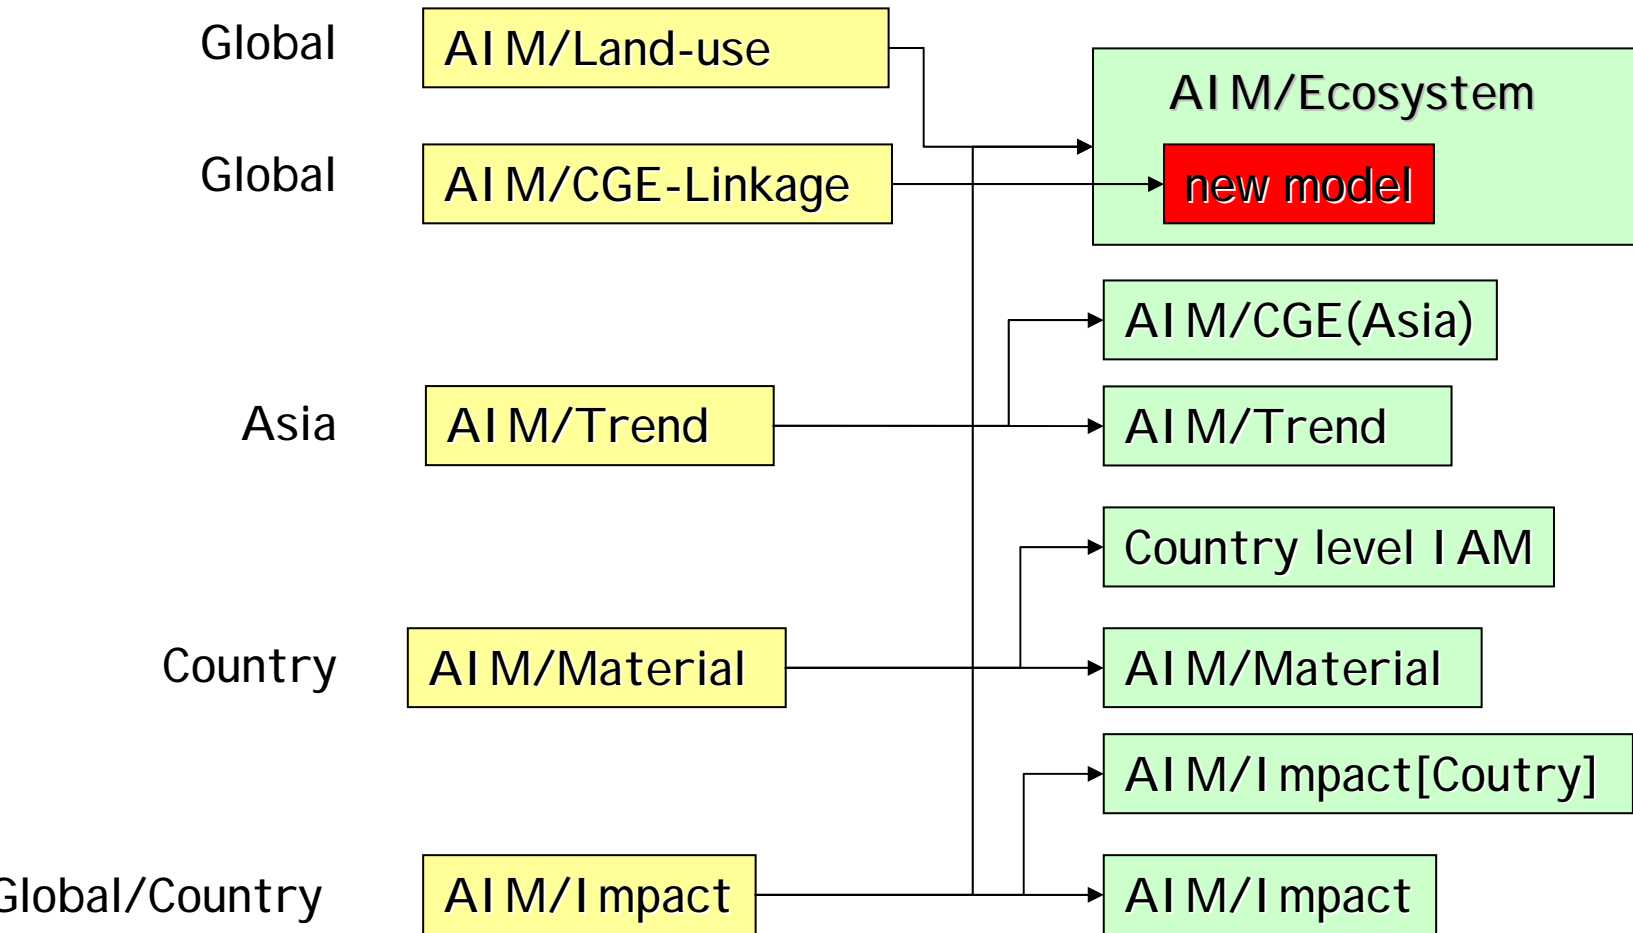 Global
AIM/Land-use
AIM/Ecosystem
Global
AIM/CGE-Linkage
new model
AIM/CGE(Asia)
Asia
AIM/Trend
AIM/Trend
Country level IAM
Country
AIM/Material
AIM/Material
AIM/Impact[Coutry]
Global/Country
AIM/Impact
AIM/Impact